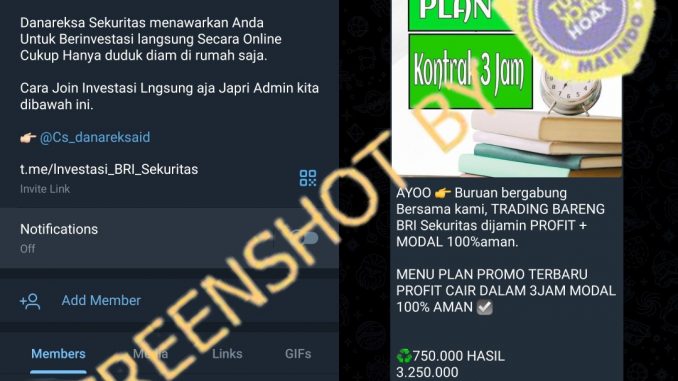 Danareksa Sekuritas menawarkan Anda
Untuk Berinvestasi langsung Secara Online
Cukup Hanya duduk diam di rumah saja.
Cara Join Investasi Lngsung aja Japri Admin kita
dibawah ini.
👉🏻 @Cs_danareksaid
t.me/Investasi_BRI_Sekuritas
Invite Link
Notifications
Off
Add Member
Members Media Links GIFs
SCREENSHOT BY
PLAN
Kontrak 3 Jam
TURN BACK HOAX
MAFINDO
AYOO 👉 Buruan bergabung
Bersama kami, TRADING BARENG
BRI Sekuritas dijamin PROFIT +
MODAL 100%aman.
MENU PLAN PROMO TERBARU
PROFIT CAIR DALAM 3JAM MODAL
100% AMAN ☑️
♻️750.000 HASIL
3.250.000